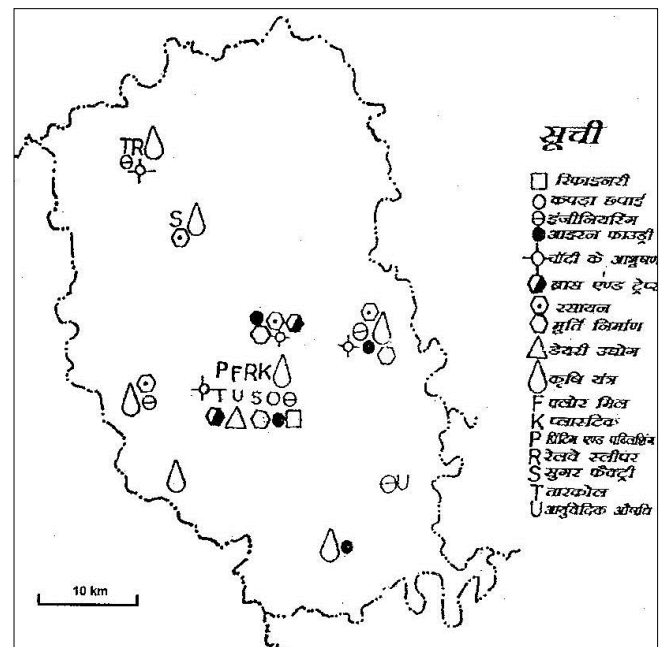 सूची
रिफाइनरी
कपड़ा छपाई
इंजीनियरिंग
आइरन फाउड्री
चाँदी के आभूषण
ब्रास एण्ड ट्रेप्स
रसायन
मूर्ति निर्माण
डेयरी उद्योग
कृषि यंत्र
F फ्लोर मिल
K प्लास्टिक
P प्रिंटिंग एण्ड पब्लिशिंग
R रेलवे स्लीपर
S सुगर फैक्ट्री
T तारकोल
U आयुर्वेदिक औषधि
TR
S
PFRK
T U S
U
10 km